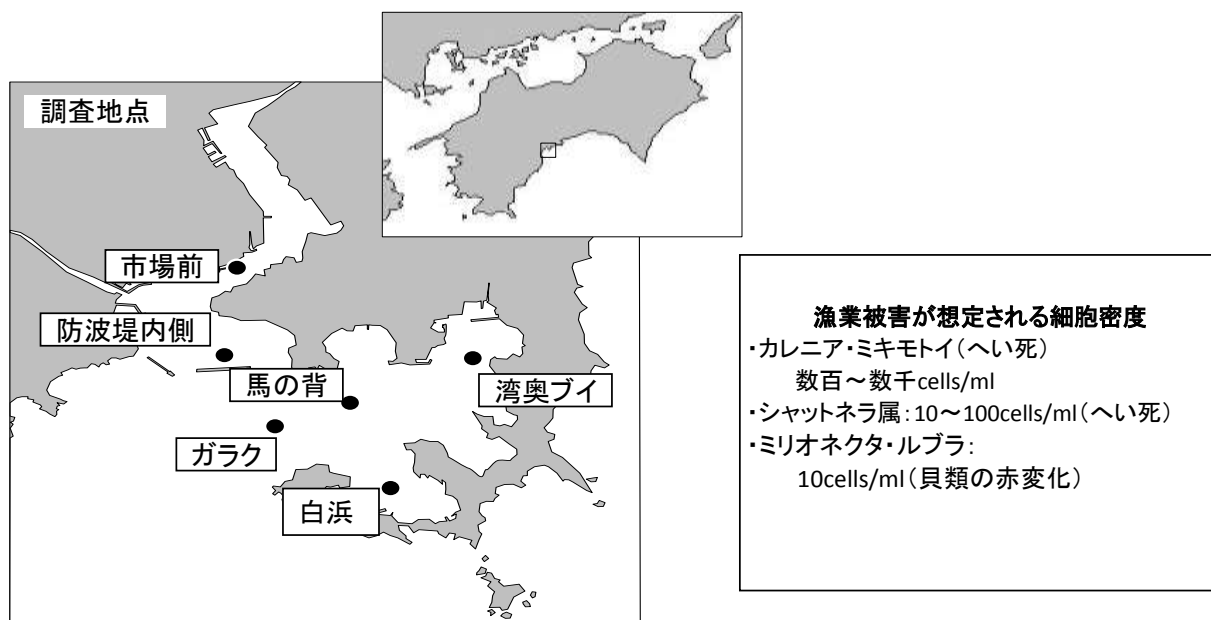 調査地点
市場前
防波堤内側
馬の背
湾奥ブイ
ガラク
白浜
漁業被害が想定される細胞密度
・カレニア・ミキモトイ(へい死)
数百～数千cells/ml
・シャットネラ属:10～100cells/ml(へい死)
・ミリオネクタ・ルブラ:
10cells/ml(貝類の赤変化)